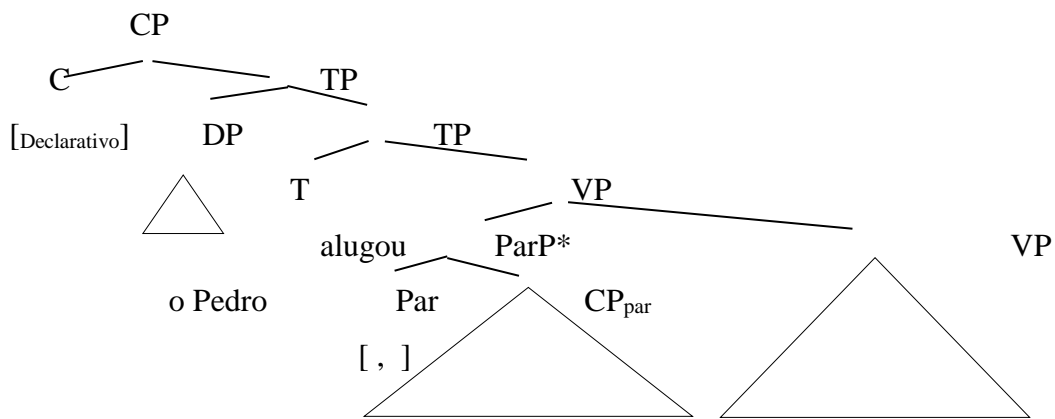 CP
C TP
[Declarativo] DP TP
T VP
alugou ParP* VP
o Pedro Par CPpar
[ , ]